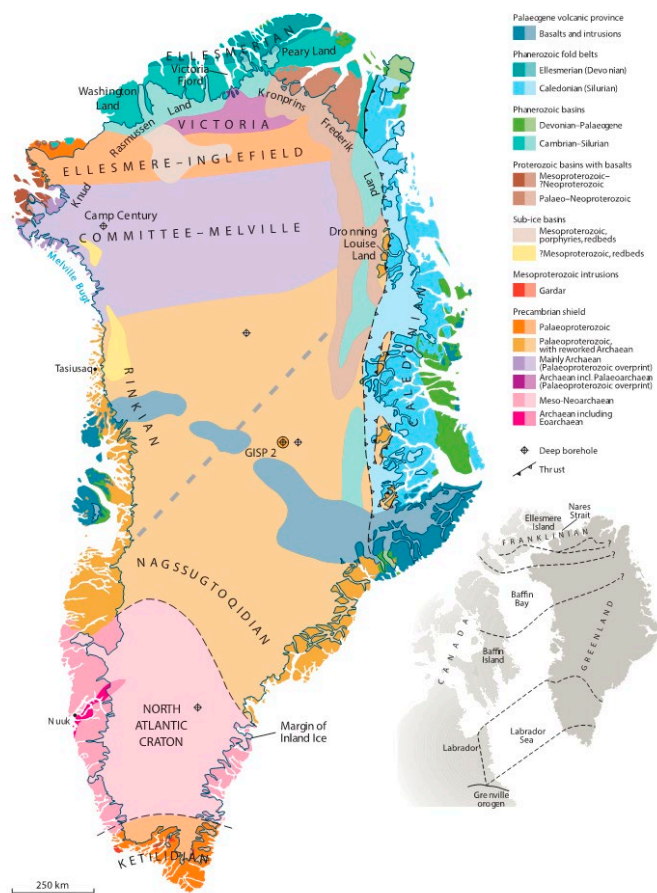 ELLESMERIAN
Victoria
Fjord
Peary Land
Washington
Land
Land
Kronprins
Rasmussen
VICTORIA
Frederik
ELLESMERE–INGLEFIELD
Knud
Land
Camp Century
COMMITTEE–MELVILLE
Dronning
Louise
Land
Melville Bugt
CALEDONIAN
Tasiusaq
RINKIAN
GISP 2
NAGSSUGTOQIDIAN
NORTH
ATLANTIC
CRATON
Nuuk
Margin of
Inland Ice
KETILIDIAN
250 km
Palaeogene volcanic province
Basalts and intrusions
Phanerozoic fold belts
Ellesmerian (Devonian)
Caledonian (Silurian)
Phanerozoic basins
Devonian–Palaeogene
Cambrian–Silurian
Proterozoic basins with basalts
Mesoproterozoic–
?Neoproterozoic
Palaeo–Neoproterozoic
Sub-ice basins
Mesoproterozoic,
porphyries, redbeds
?Mesoproterozoic, redbeds
Mesoproterozoic intrusions
Gardar
Precambrian shield
Palaeoproterozoic
Palaeoproterozoic,
with reworked Archaean
Mainly Archaean
(Palaeoproterozoic overprint)
Archaean incl. Palaeoarchaean
(Palaeoproterozoic overprint)
Meso-Neoarchaean
Archaean including
Eoarchaean
Deep borehole
Thrust
Nares
Strait
Ellesmere Island
FRANKLINIAN
?
?
?
Baffin
Bay
GREENLAND
CANADA
Baffin
Island
Labrador
Sea
Labrador
Grenville
orogen